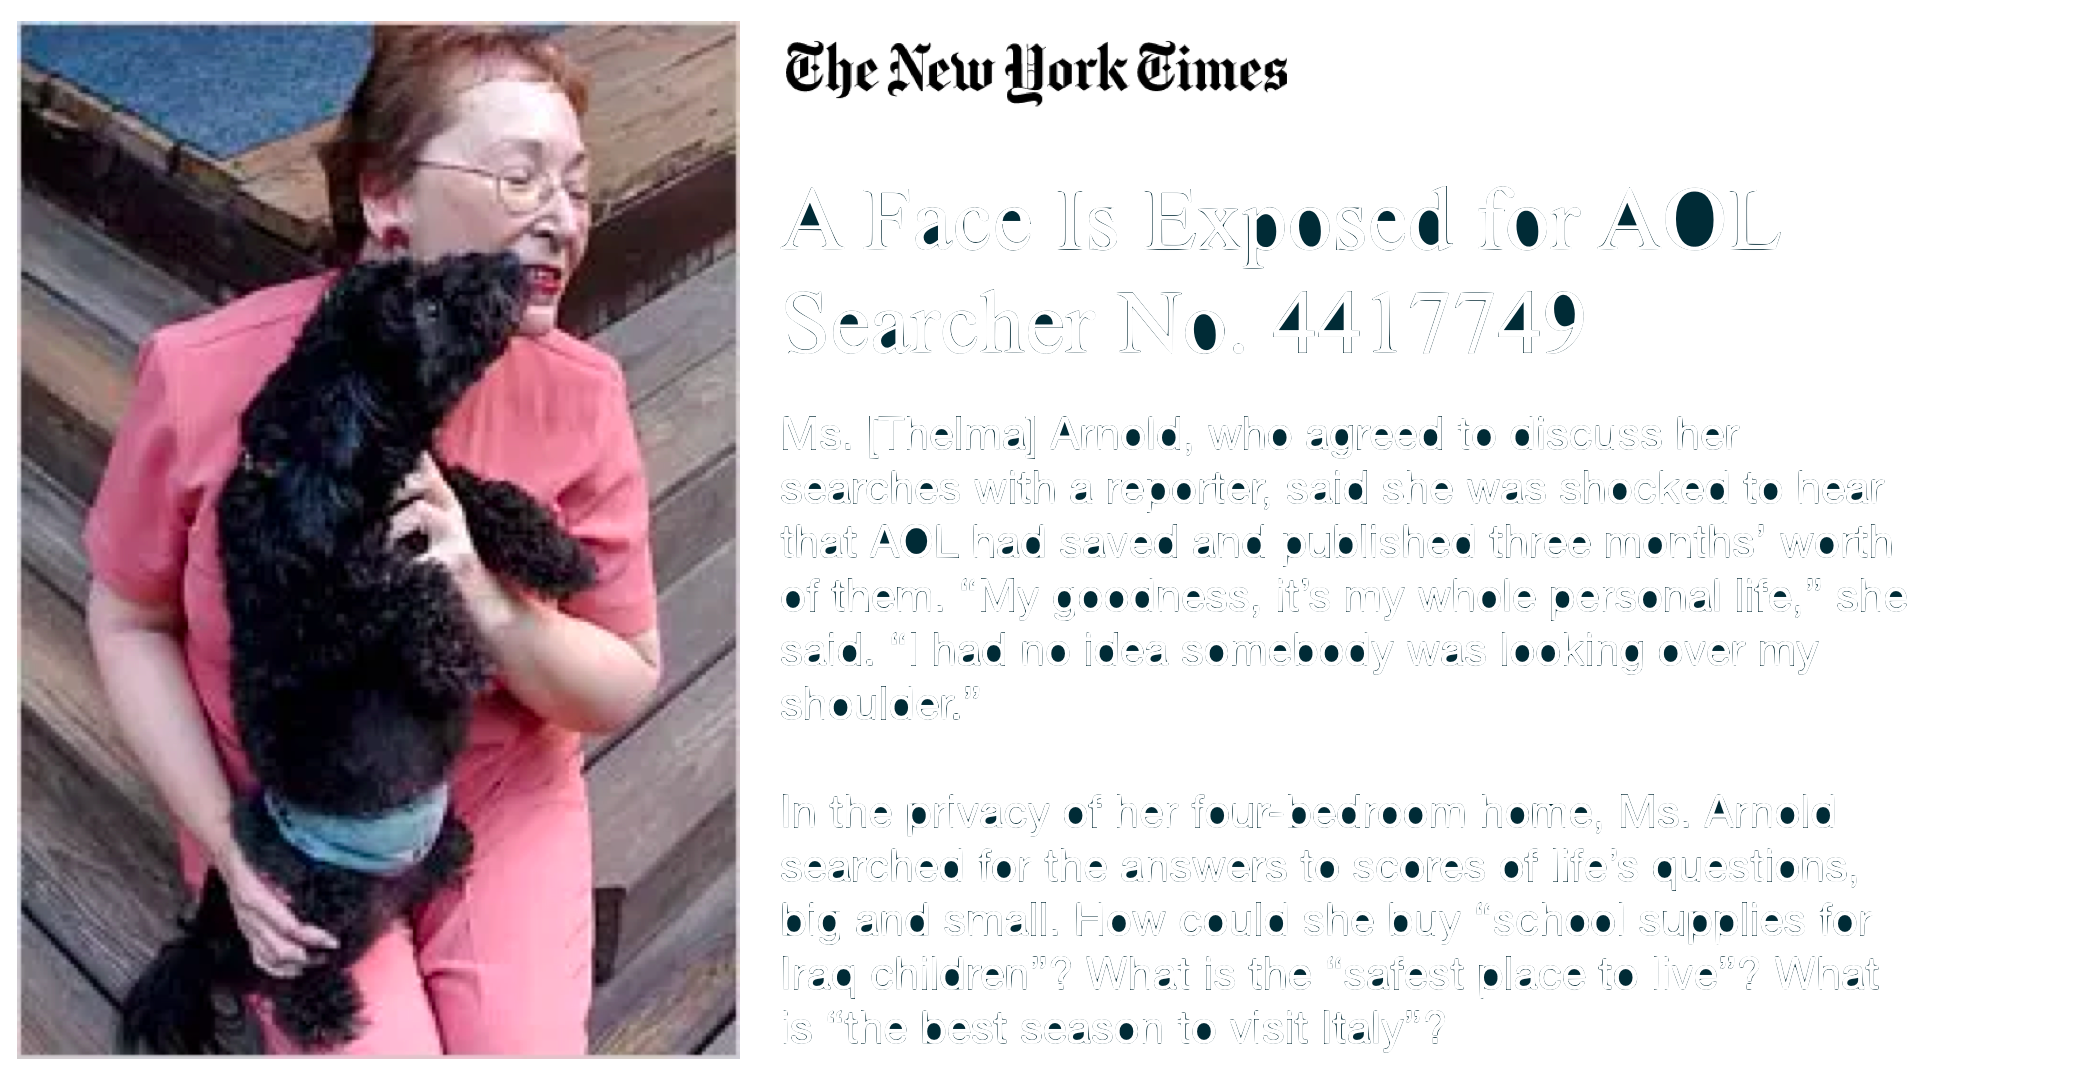 The New York Times
A Face Is Exposed for AOL
Searcher No. 4417749
Ms. [Thelma] Arnold, who agreed to discuss her
searches with a reporter, said she was shocked to hear
that AOL had saved and published three months’ worth
of them. “My goodness, it’s my whole personal life,” she
said. “I had no idea somebody was looking over my
shoulder.”
In the privacy of her four-bedroom home, Ms. Arnold
searched for the answers to scores of life’s questions,
big and small. How could she buy “school supplies for
Iraq children”? What is the “safest place to live”? What
is “the best season to visit Italy”?